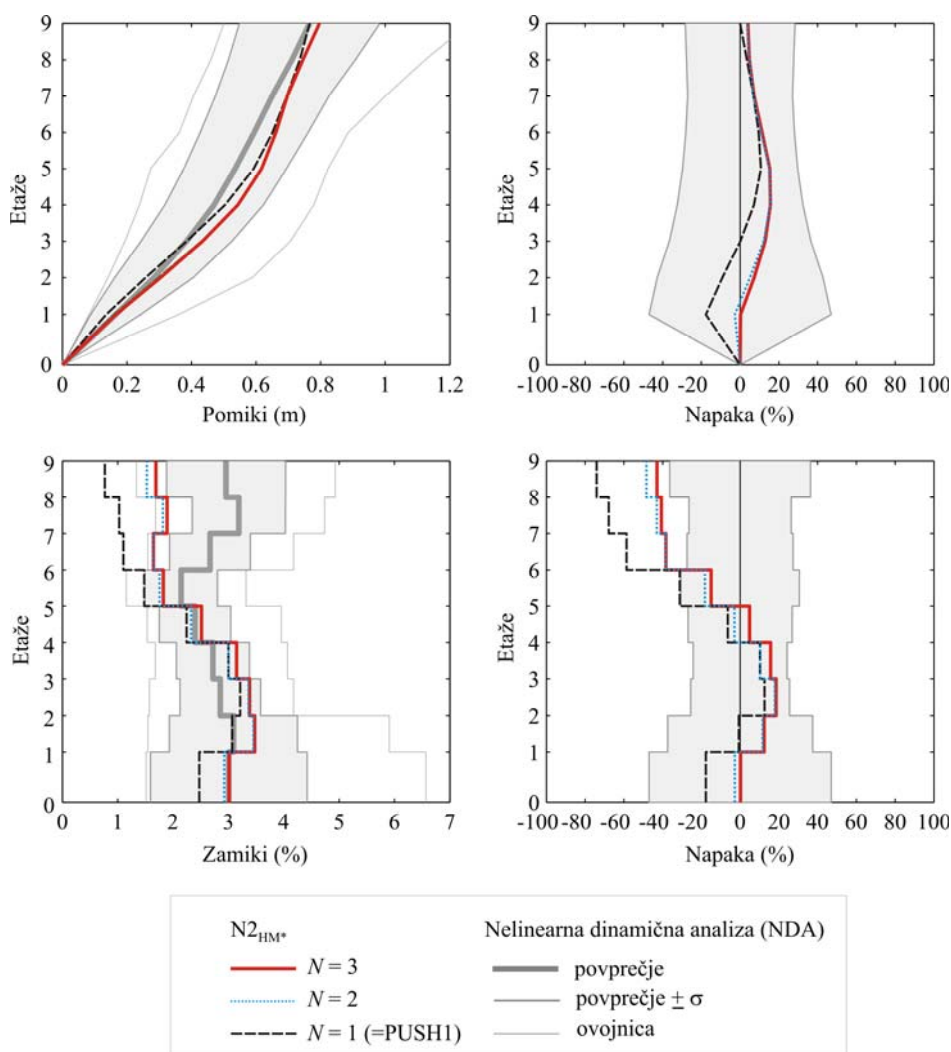 9
8
7
6
5
4
3
2
1
0
Etaže
0 0.2 0.4 0.6 0.8 1 1.2
Pomiki (m)
9
8
7
6
5
4
3
2
1
0
Etaže
-100 -80 -60 -40 -20 0 20 40 60 80 100
Napaka (%)
9
8
7
6
5
4
3
2
1
0
Etaže
0 1 2 3 4 5 6 7
Zamiki (%)
9
8
7
6
5
4
3
2
1
0
Etaže
-100 -80 -60 -40 -20 0 20 40 60 80 100
Napaka (%)
N2HM*
N = 3
N = 2
N = 1 (=PUSH1)
Nelinearna dinamična analiza (NDA)
povprečje
povprečje ± σ
ovojnica